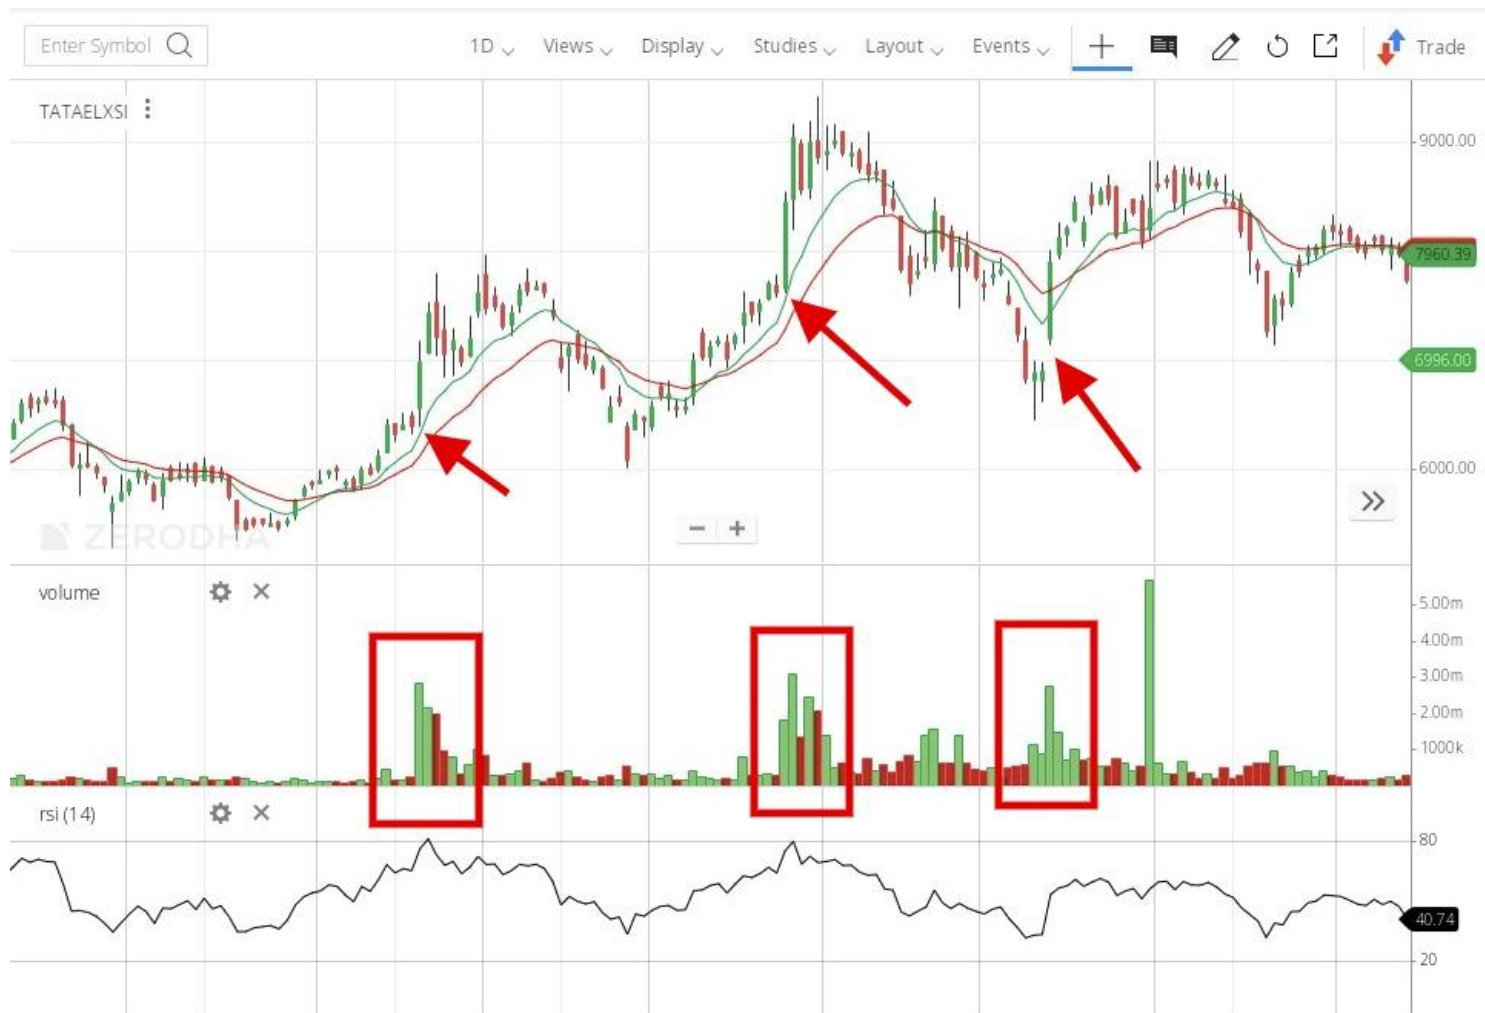 Enter Symbol 1D Views Display Studies Layout Events Trade
TATAELXSI
9000.00
7960.39
6996.00
6000.00
ZERODHA
volume
5.00m
4.00m
3.00m
2.00m
1000k
rsi (14)
80
40.74
20